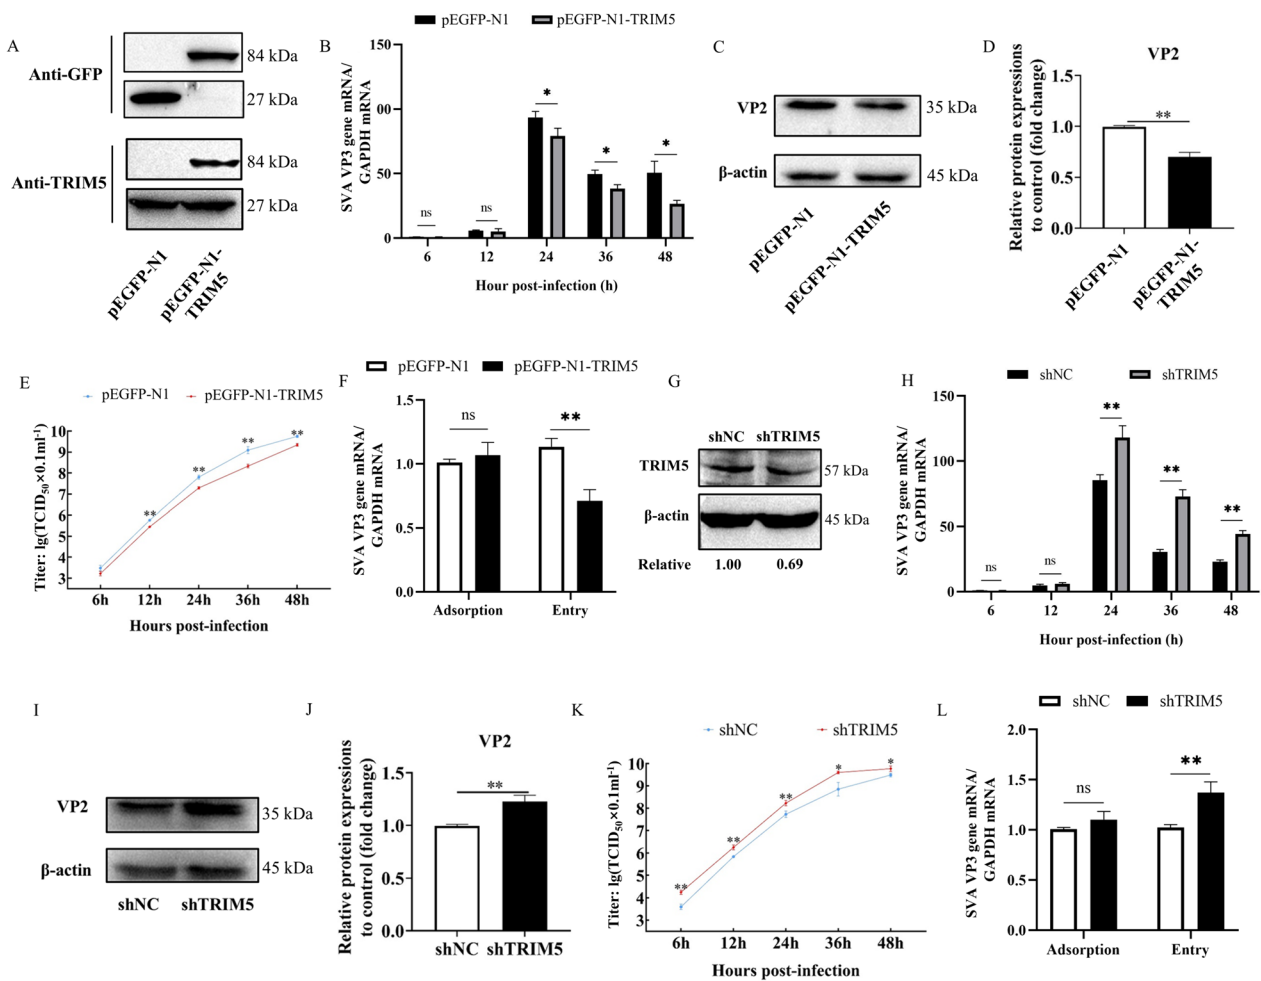 A
Anti-GFP
84 kDa
27 kDa
Anti-TRIM5
84 kDa
27 kDa
pEGFP-N1
pEGFP-N1-
TRIM5
B
pEGFP-N1
pEGFP-N1-TRIM5
SVA VP3 gene mRNA/
GAPDH mRNA
150
00
50
0
ns
ns
*
*
*
6
12
24
36
48
Hour post-infection (h)
C
VP2
35 kDa
β-actin
45 kDa
pEGFP-N1
pEGFP-N1-TRIM5
D
VP2
Relative protein expressions
to control (fold change)
1.5
1.0
0.5
0.0
**
pEGFP-N1
pEGFP-N1-
TRIM5
E
pEGFP-N1
pEGFP-N1-TRIM5
Titer: lg(TCID50×0.1ml-1)
10
9
8
7
6
5
4
3
**
**
**
**
6h
12h
24h
36h
48h
Hours post-infection
F
pEGFP-N1
pEGFP-N1-TRIM5
SVA VP3 gene mRNA/
GAPDH mRNA
1.5
1.0
0.5
0.0
ns
**
Adsorption
Entry
G
shNC shTRIM5
TRIM5
57 kDa
β-actin
45 kDa
Relative 1.00 0.69
H
shNC
shTRIM5
SVA VP3 gene mRNA/
GAPDH mRNA
150
100
50
0
ns
ns
**
**
**
6
12
24
36
48
Hour post-infection (h)
I
VP2
35 kDa
β-actin
45 kDa
shNC shTRIM5
J
VP2
Relative protein expressions
to control (fold change)
1.5
1.0
0.5
0.0
**
shNC shTRIM5
K
shNC
shTRIM5
Titer: lg(TCID50×0.1ml-1)
10
9
8
7
6
5
4
3
**
**
**
*
*
6h
12h
24h
36h
48h
Hours post-infection
L
shNC
shTRIM5
SVA VP3 gene mRNA/
GAPDH mRNA
2.0
1.5
1.0
0.5
0.0
ns
**
Adsorption
Entry